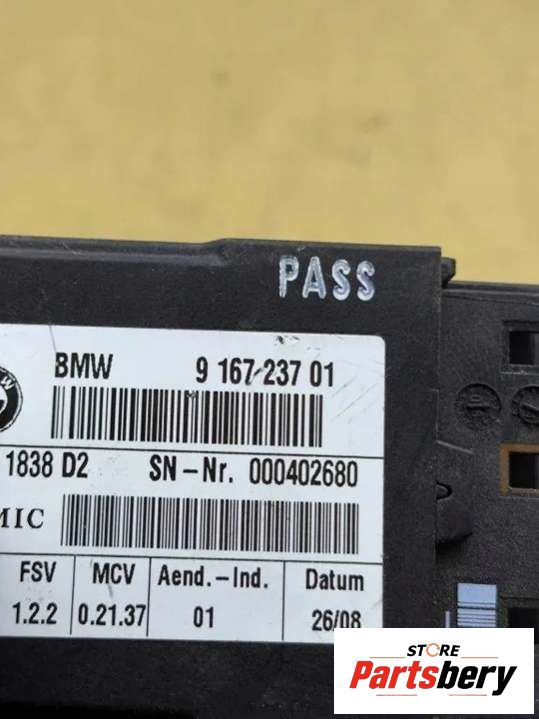 PASS
BMW 9 167 237 01
1838 D2 SN-Nr. 000402680
MIC
FSV MCV Aend.-Ind. Datum
1.2.2 0.21.37 01 26/08
STORE
Partsbery